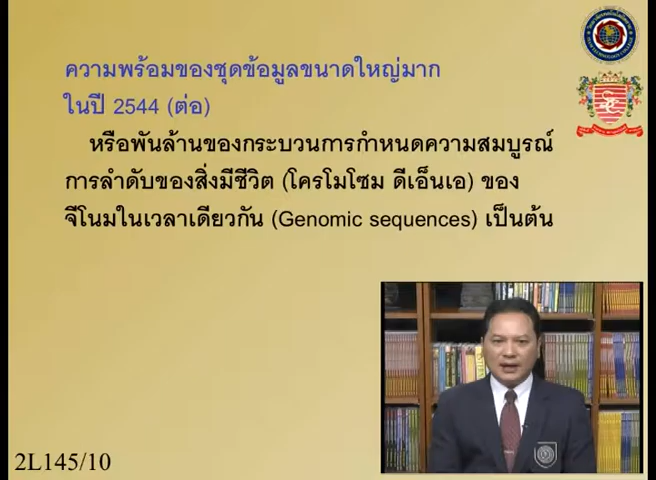 ความพร้อมของชุดข้อมูลขนาดใหญ่มาก
ในปี 2544 (ต่อ)
หรือพันล้านของกระบวนการกำหนดความสมบูรณ์
การลำดับของสิ่งมีชีวิต (โครโมโซม ดีเอ็นเอ) ของ
จีโนมในเวลาเดียวกัน (Genomic sequences) เป็นต้น
2L145/10